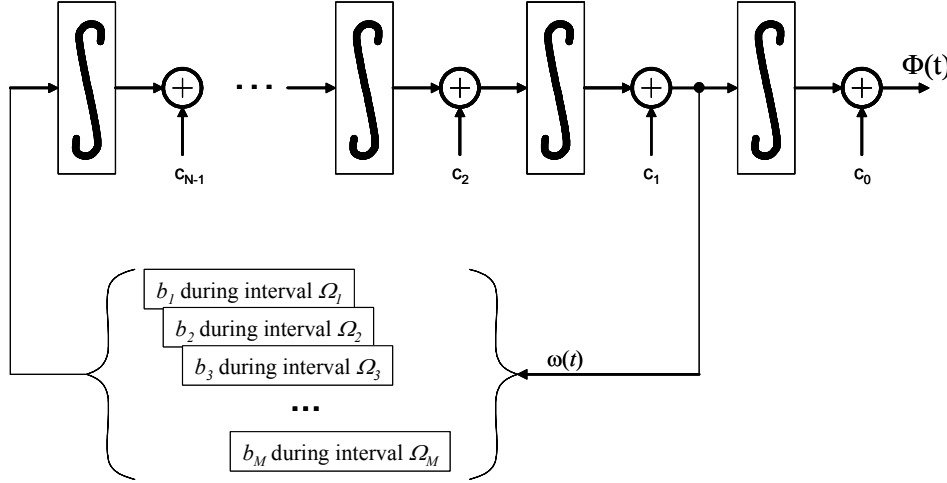 Φ(t)
c_{N-1}
c_2
c_1
c_0
b_1 during interval Ω_1
b_2 during interval Ω_2
b_3 during interval Ω_3
ω(t)
...
b_M during interval Ω_M